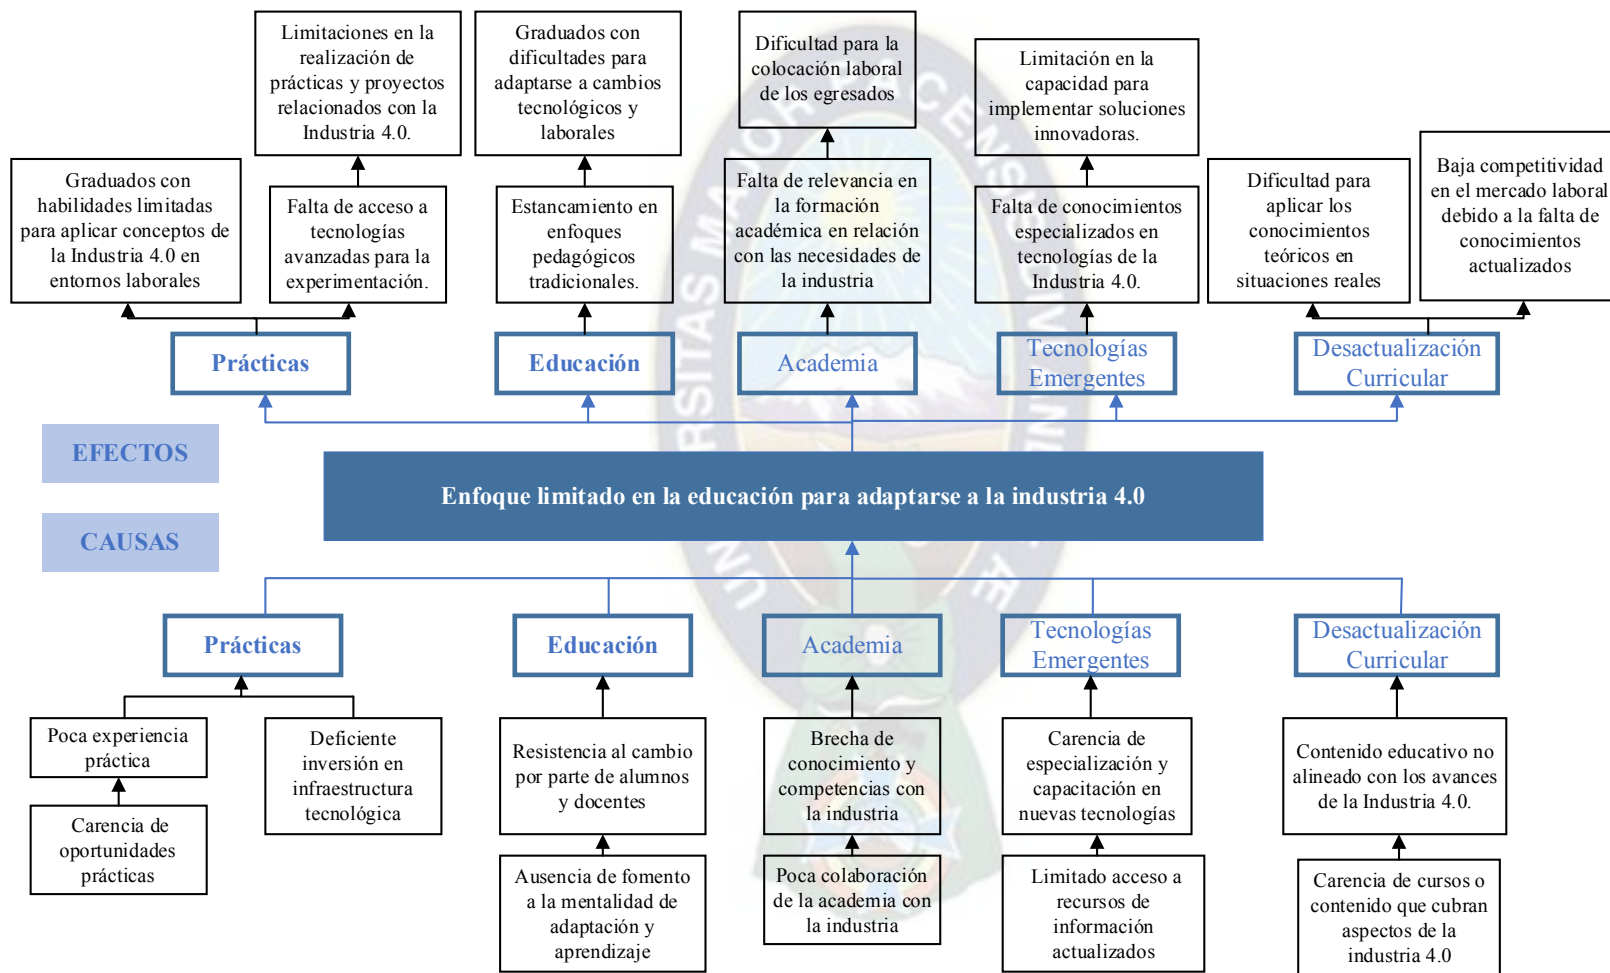 Limitaciones en la
realización de
prácticas y proyectos
relacionados con la
Industria 4.0.
Graduados con
dificultades para
adaptarse a cambios
tecnológicos y
laborales
Dificultad para la
colocación laboral
de los egresados
Limitación en la
capacidad para
implementar soluciones
innovadoras.
Graduados con
habilidades limitadas
para aplicar conceptos de
la Industria 4.0 en
entornos laborales
Falta de acceso a
tecnologías
avanzadas para la
experimentación.
Estancamiento en
enfoques
pedagógicos
tradicionales.
Falta de relevancia en
la formación
académica en relación
con las necesidades de
la industria
Falta de conocimientos
especializados en
tecnologías de la
Industria 4.0.
Dificultad para
aplicar los
conocimientos
teóricos en
situaciones reales
Baja competitividad
en el mercado laboral
debido a la falta de
conocimientos
actualizados
Prácticas
Educación
Academia
Tecnologías
Emergentes
Desactualización
Curricular
EFECTOS
Enfoque limitado en la educación para adaptarse a la industria 4.0
CAUSAS
Prácticas
Educación
Academia
Tecnologías
Emergentes
Desactualización
Curricular
Poca experiencia
práctica
Deficiente
inversión en
infraestructura
tecnológica
Resistencia al cambio
por parte de alumnos
y docentes
Brecha de
conocimiento y
competencias con
la industria
Carencia de
especialización y
capacitación en
nuevas tecnologías
Contenido educativo no
alineado con los avances
de la Industria 4.0.
Carencia de
oportunidades
prácticas
Ausencia de fomento
a la mentalidad de
adaptación y
aprendizaje
Poca colaboración
de la academia con
la industria
Limitado acceso a
recursos de
información
actualizados
Carencia de cursos o
contenido que cubran
aspectos de la
industria 4.0